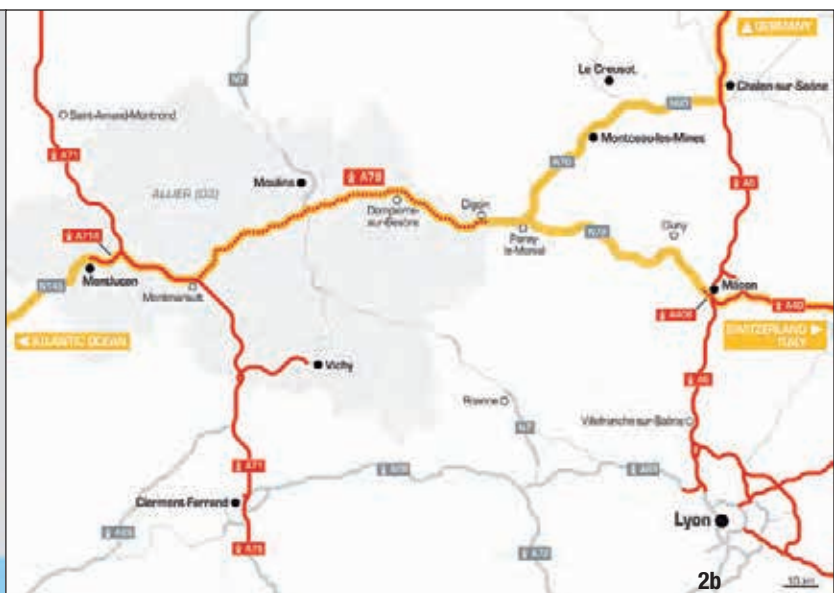 GERMANY
N7
Le Creusot
Chalon-sur-Saône
N80
Saint-Amand-Montrond
Montceau-les-Mines
A71
N70
A79
A6
Moulins
ALLIER (03)
Dompierre-
sur-Besbre
Digoin
Cluny
A714
Paray
le-Monial
N79
N145
Montluçon
Montmarault
Mâcon
A406
A40
ATLANTIC OCEAN
SWITZERLAND
ITALY
Vichy
A6
Roanne
Villefranche-sur-Saône
N7
A71
A89
A89
Clermont-Ferrand
Lyon
A89
A75
A72
2b
10 km